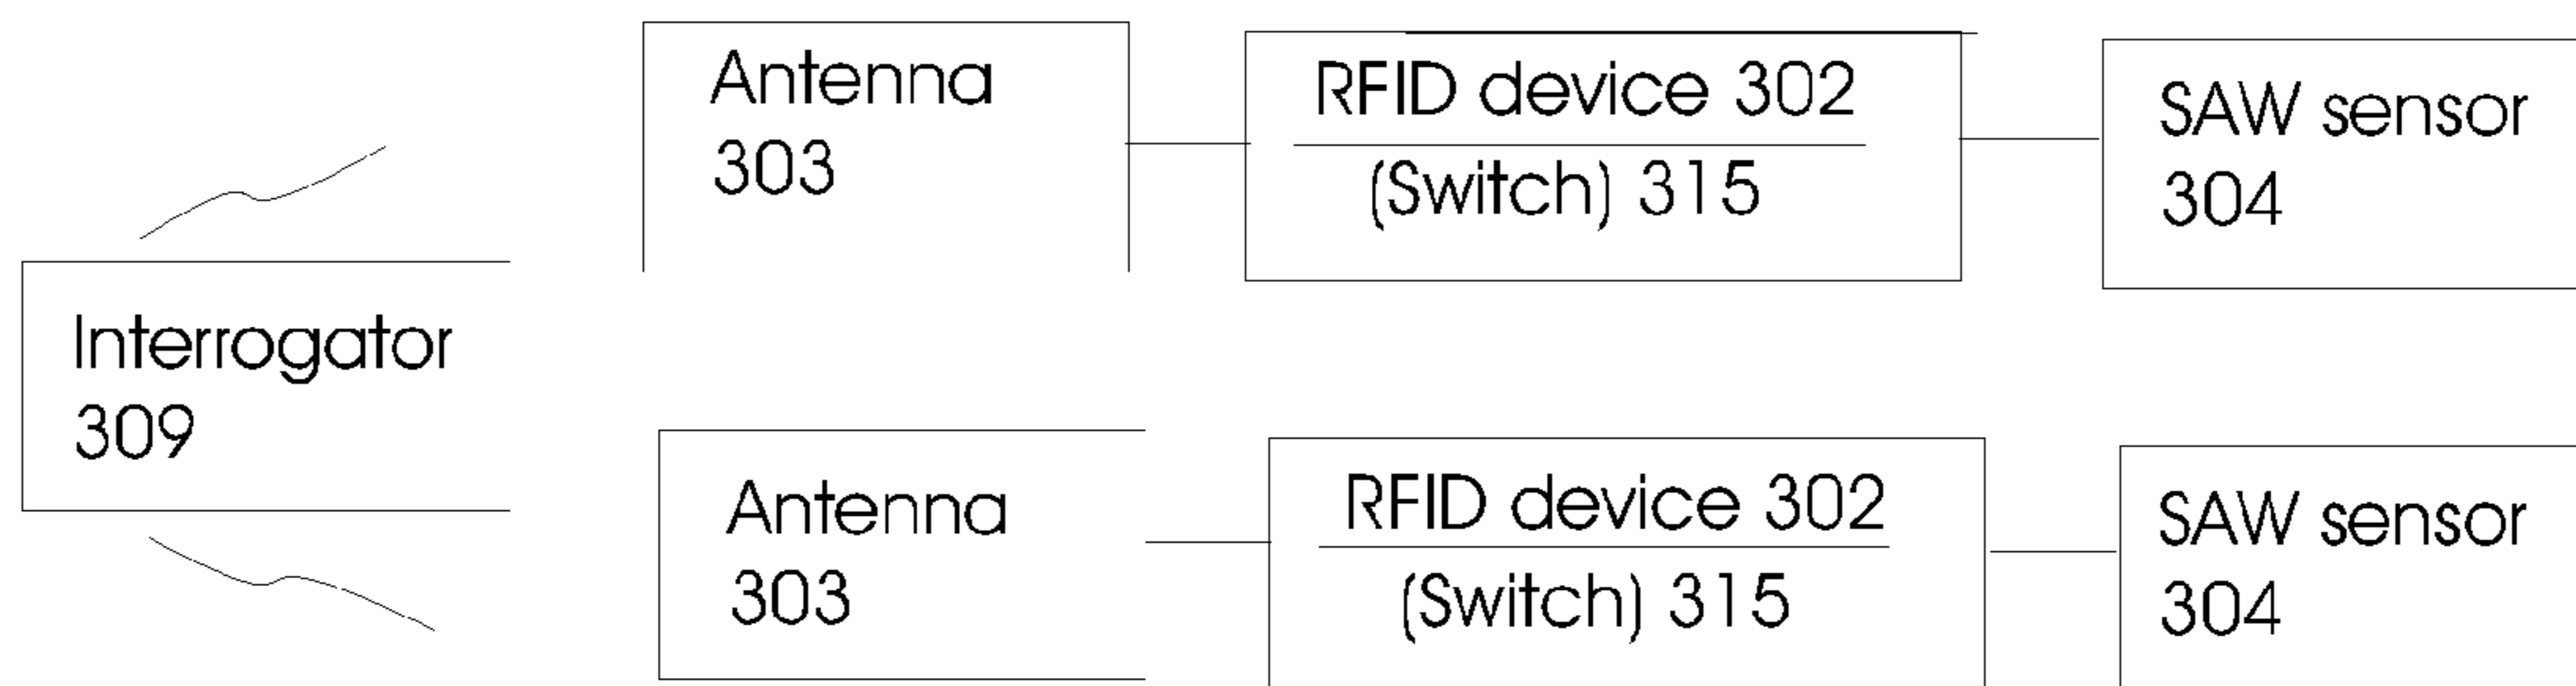 Antenna
303
RFID device 302
(Switch) 315
SAW sensor
304
Interrogator
309
Antenna
303
RFID device 302
(Switch) 315
SAW sensor
304